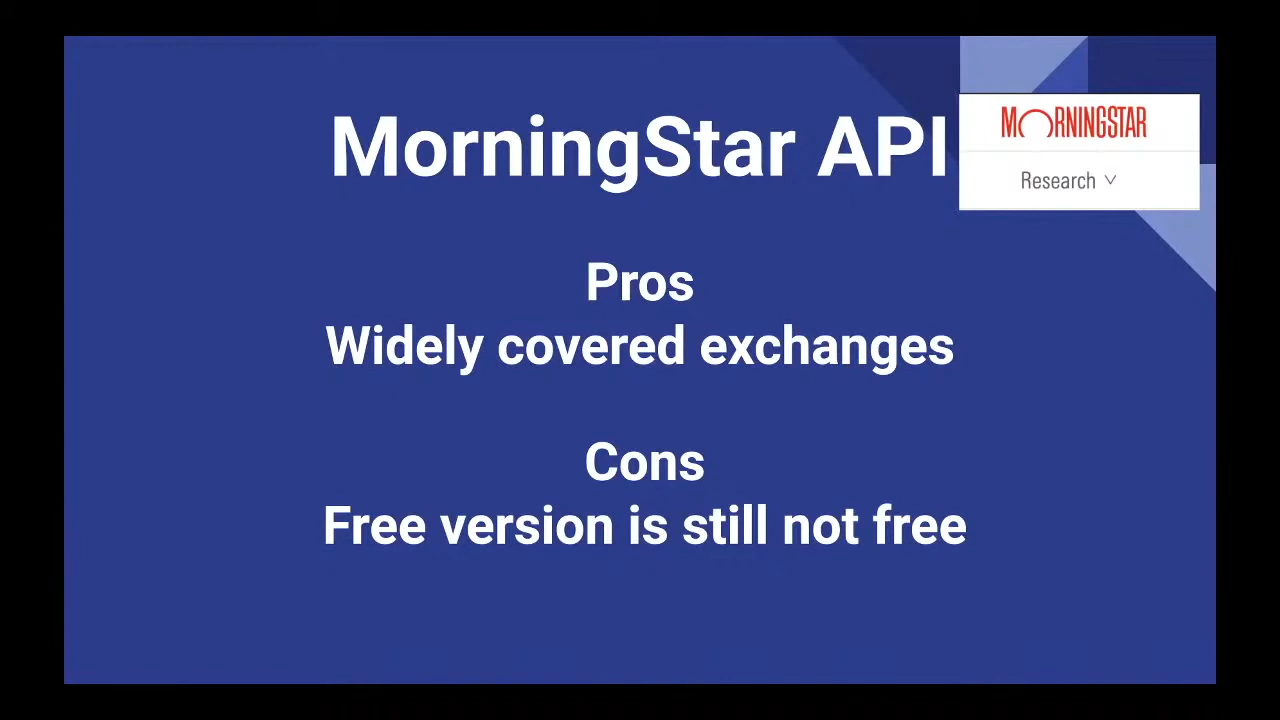 MorningStar API
MORNINGSTAR
Research
Pros
Widely covered exchanges
Cons
Free version is still not free